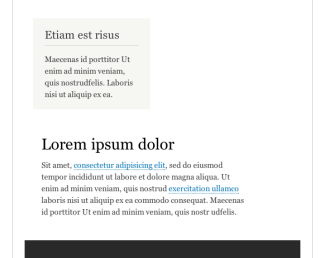 Etiam est risus
Maecenas id porttitor Ut
enim ad minim veniam,
quis nostrudfelis. Laboris
nisi ut aliquip ex ea.
Lorem ipsum dolor
Sit amet, consectetur adipisicing elit, sed do eiusmod
tempor incididunt ut labore et dolore magna aliqua. Ut
enim ad minim veniam, quis nostrud exercitation ullamco
laboris nisi ut aliquip ex ea commodo consequat. Maecenas
id porttitor Ut enim ad minim veniam, quis nostr udfelis.